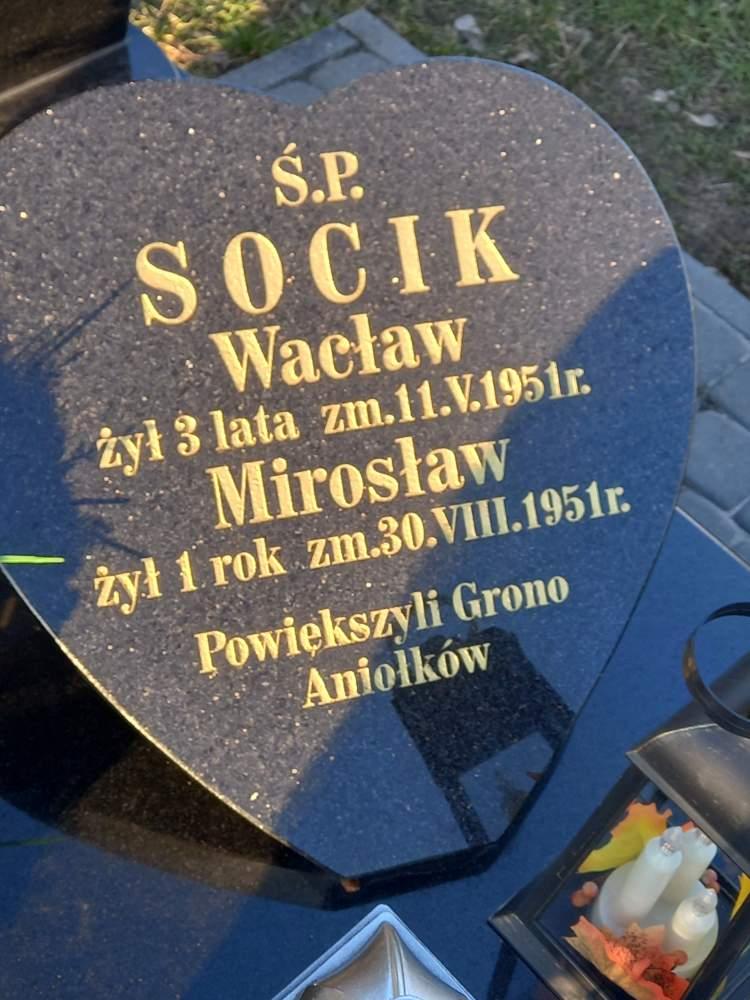 Ś.P.
SOCIK
Wacław
żył 3 lata zm.11.V.1951r.
Mirosław
żył 1 rok zm.30.VIII.1951r.
Powiększyli Grono
Aniołków